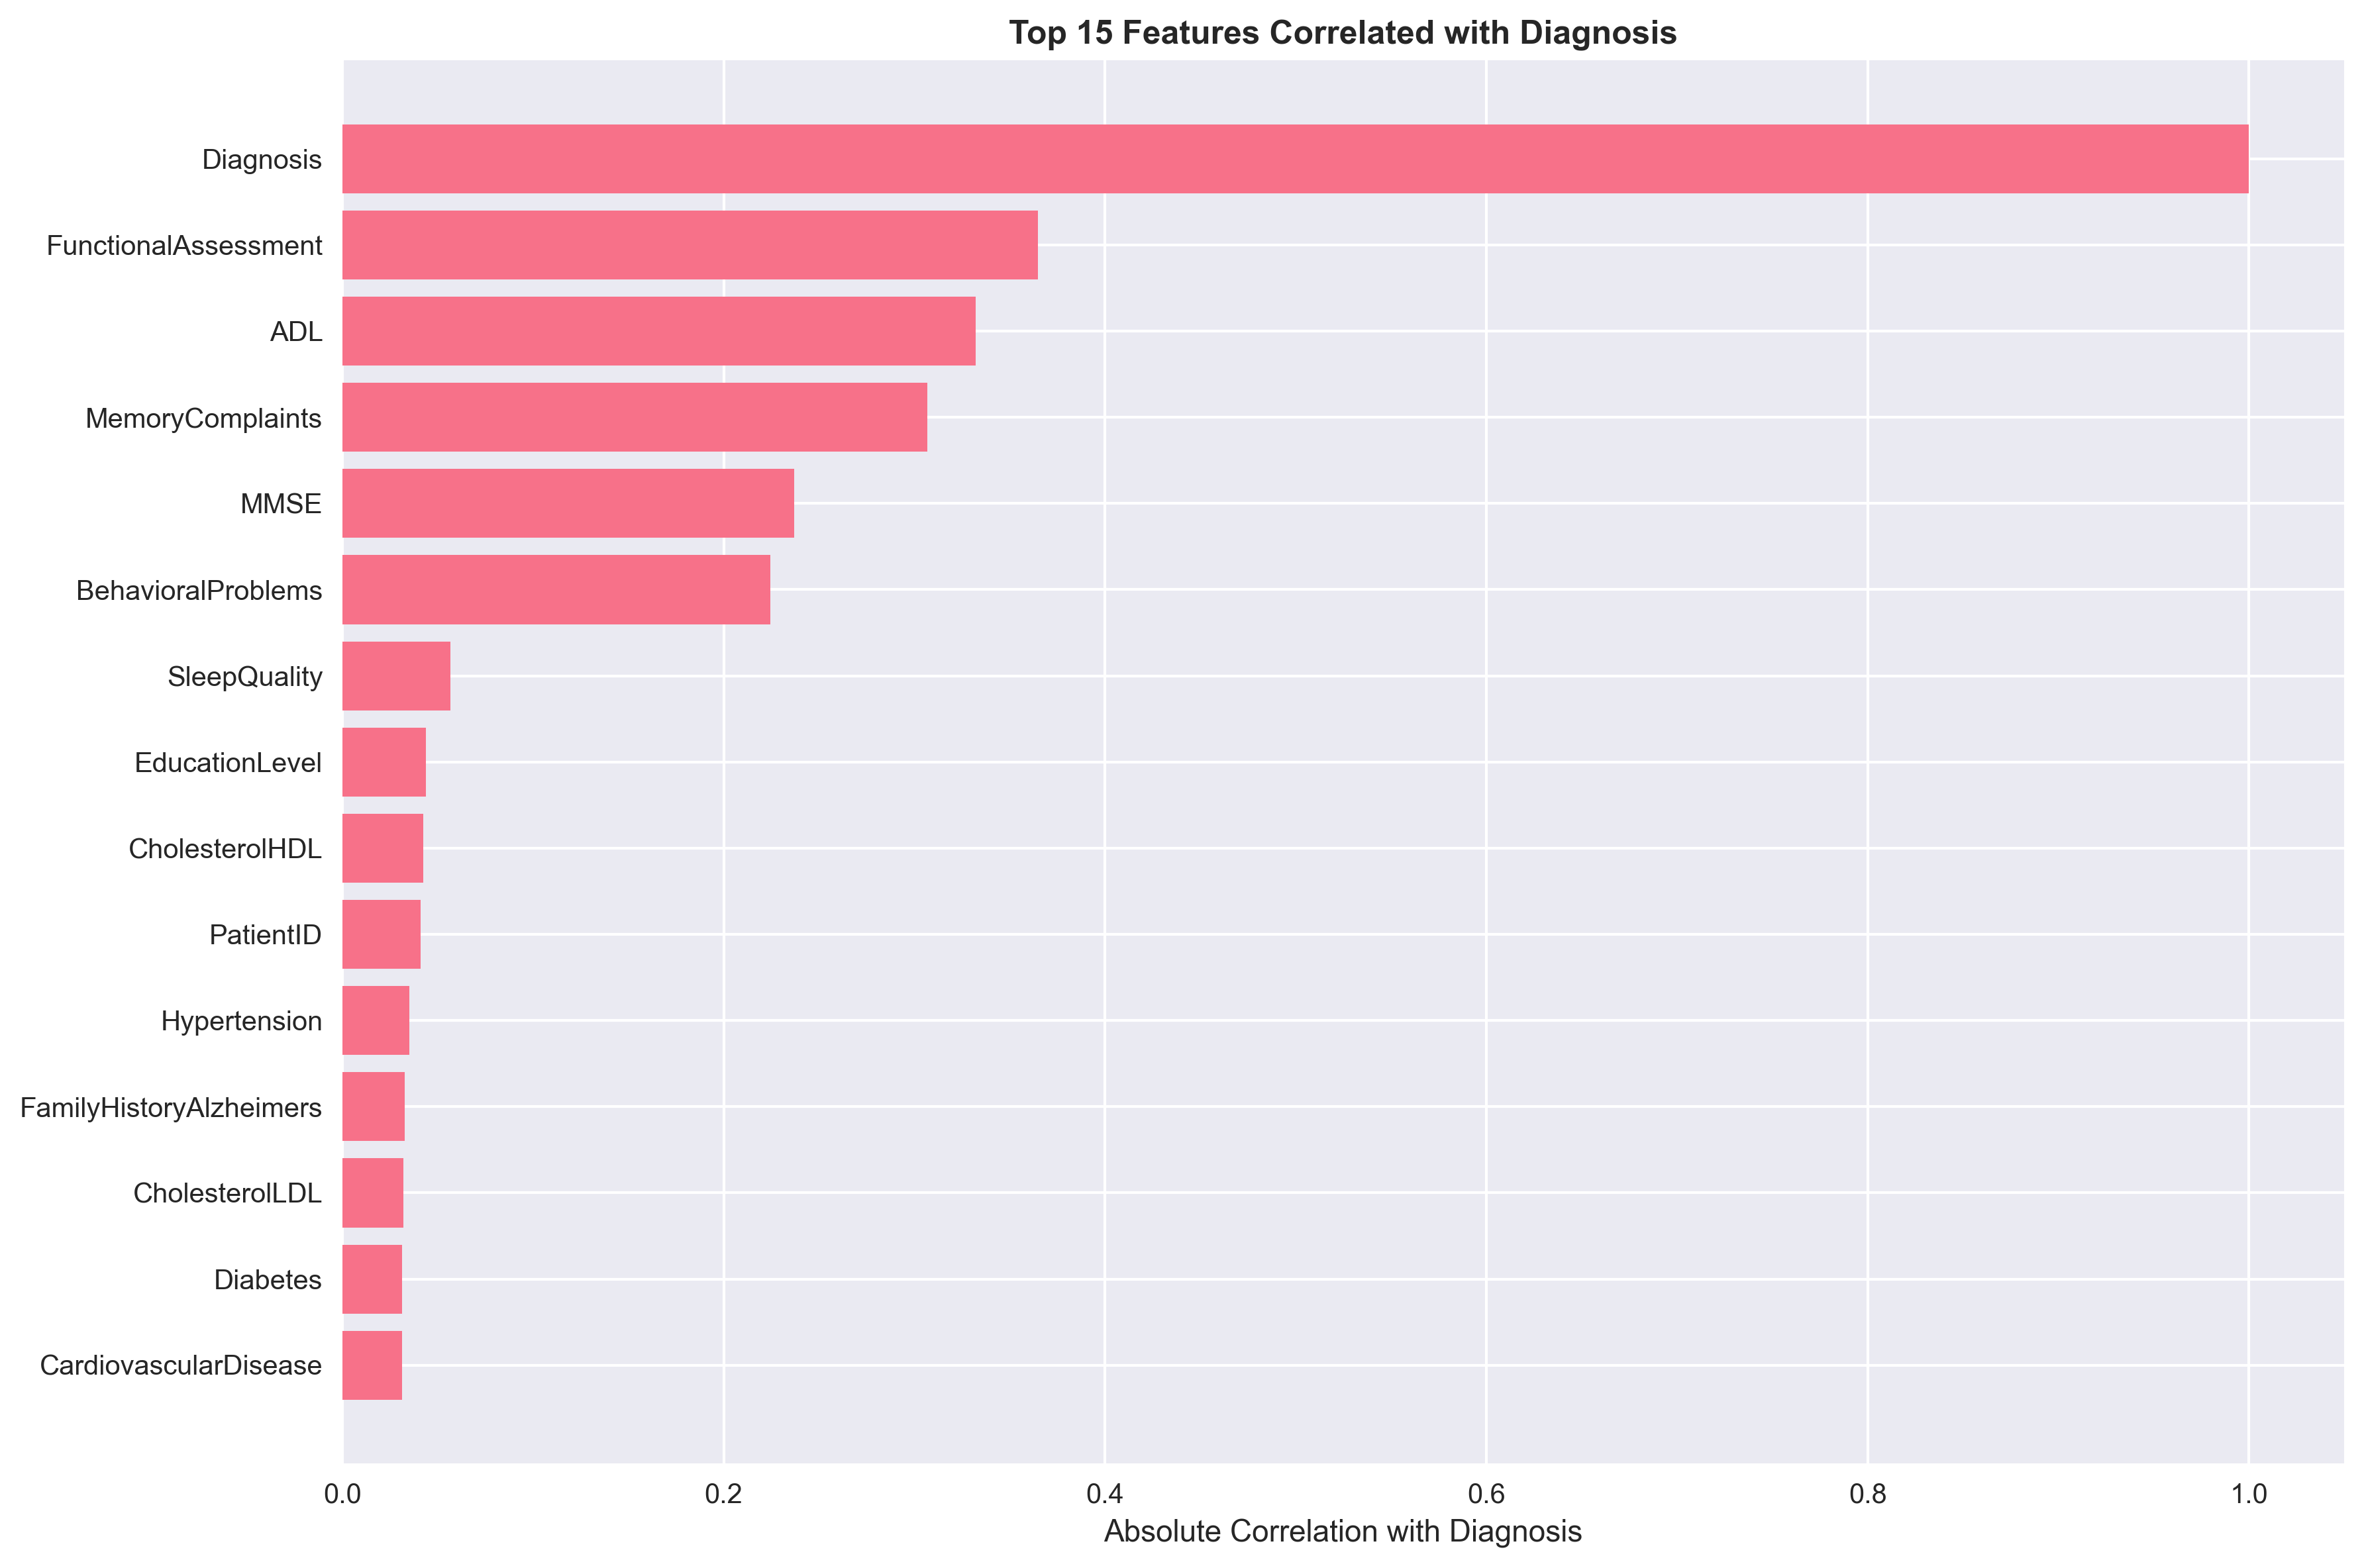 Top 15 Features Correlated with Diagnosis
Diagnosis
FunctionalAssessment
ADL
MemoryComplaints
MMSE
BehavioralProblems
SleepQuality
EducationLevel
CholesterolHDL
PatientID
Hypertension
FamilyHistoryAlzheimers
CholesterolLDL
Diabetes
CardiovascularDisease
0.0 0.2 0.4 0.6 0.8 1.0
Absolute Correlation with Diagnosis